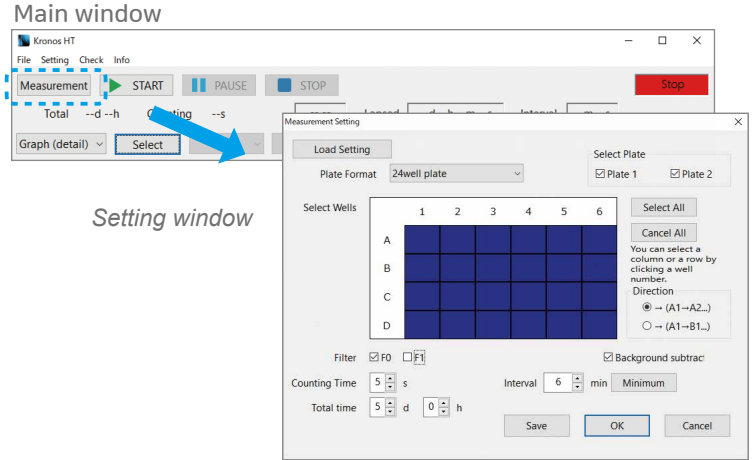 Main window
Kronos HT
File Setting Check Info
Measurement START PAUSE STOP Stop
Total --d --h --s
Graph (detail) Select
Setting window
Measurement Setting
Load Setting
Select Plate
Plate Format 24well plate
Plate 1 Plate 2
Select Wells
1 2 3 4 5 6
A
B
C
D
Select All
Cancel All
You can select a
column or a row by
clicking a well
number.
Direction
→ (A1→A2...)
→ (A1→B1...)
Filter F0 F1
Background subtract
Counting Time 5 s
Interval 6 min Minimum
Total time 5 d 0 h
Save OK Cancel